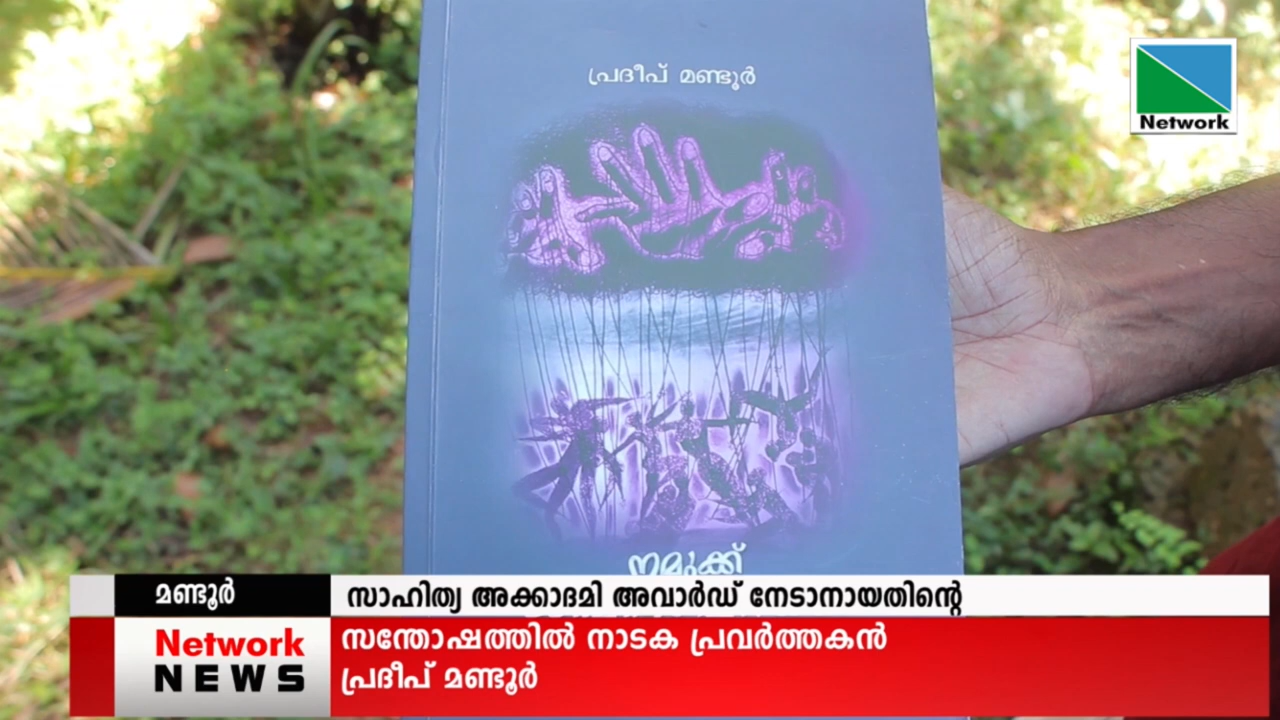 പ്രദീപ് മണ്ടൂർ
Network
നമുക്ക്
മണ്ടൂർ
സാഹിത്യ അക്കാദമി അവാർഡ് നേടാനായതിന്റെ
Network
NEWS
സന്തോഷത്തിൽ നാടക പ്രവർത്തകൻ
പ്രദീപ് മണ്ടൂർ